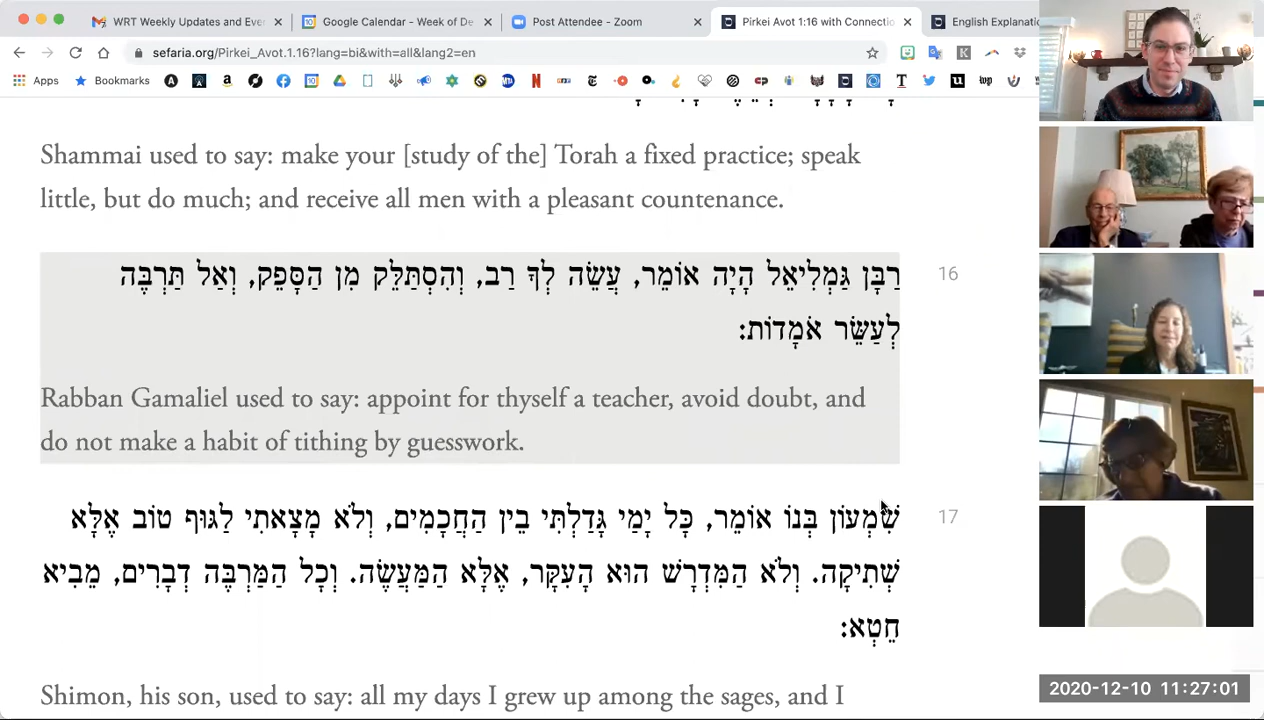 WRT Weekly Updates and Eve
Google Calendar - Week of De
Post Attendee - Zoom
Pirkei Avot 1:16 with Connectio
English Explanatio
sefaria.org/Pirkei_Avot.1.16?lang=bi&with=all&lang2=en
Apps
Bookmarks
Shammai used to say: make your [study of the] Torah a fixed practice; speak
little, but do much; and receive all men with a pleasant countenance.
רַבָּן גַּמְלִיאֵל הָיָה אוֹמֵר, עֲשֵׂה לְךָ רַב, וְהִסְתַּלֵּק מִן הַסָּפֵק, וְאַל תַּרְבֶּה
16
לְעַשֵּׂר אֹמָדוֹת:
Rabban Gamaliel used to say: appoint for thyself a teacher, avoid doubt, and
do not make a habit of tithing by guesswork.
שִׁמְעוֹן בְּנוֹ אוֹמֵר, כָּל יָמַי גָּדַלְתִּי בֵין הַחֲכָמִים, וְלֹא מָצָאתִי לַגּוּף טוֹב אֶלָּא
17
שְׁתִיקָה. וְלֹא הַמִּדְרָשׁ הוּא הָעִקָּר, אֶלָּא הַמַּעֲשֶׂה. וְכָל הַמַּרְבֶּה דְבָרִים, מֵבִיא
חֵטְא:
Shimon, his son, used to say: all my days I grew up among the sages, and I
2020-12-10 11:27:01